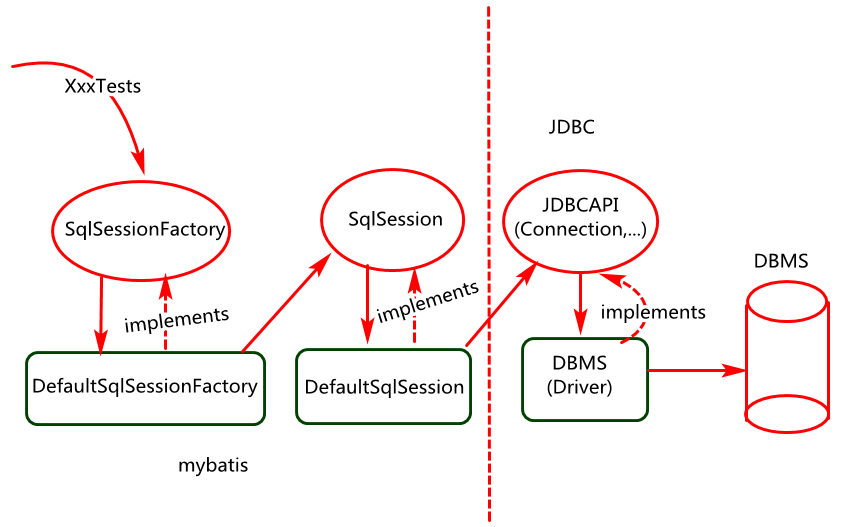 XxxTests
JDBC
SqlSessionFactory
SqlSession
JDBCAPI
(Connection,...)
DBMS
implements
implements
implements
DefaultSqlSessionFactory
DefaultSqlSession
DBMS
(Driver)
mybatis